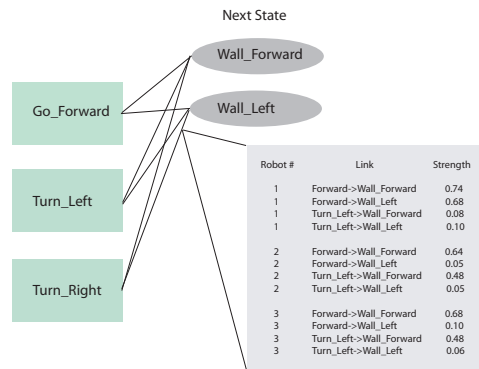 Next State
Wall_Forward
Wall_Left
Go_Forward
Turn_Left
Turn_Right
Robot # Link Strength
1 Forward->Wall_Forward 0.74
1 Forward->Wall_Left 0.68
1 Turn_Left->Wall_Forward 0.08
1 Turn_Left->Wall_Left 0.10
2 Forward->Wall_Forward 0.64
2 Forward->Wall_Left 0.05
2 Turn_Left->Wall_Forward 0.48
2 Turn_Left->Wall_Left 0.05
3 Forward->Wall_Forward 0.68
3 Forward->Wall_Left 0.10
3 Turn_Left->Wall_Forward 0.48
3 Turn_Left->Wall_Left 0.06